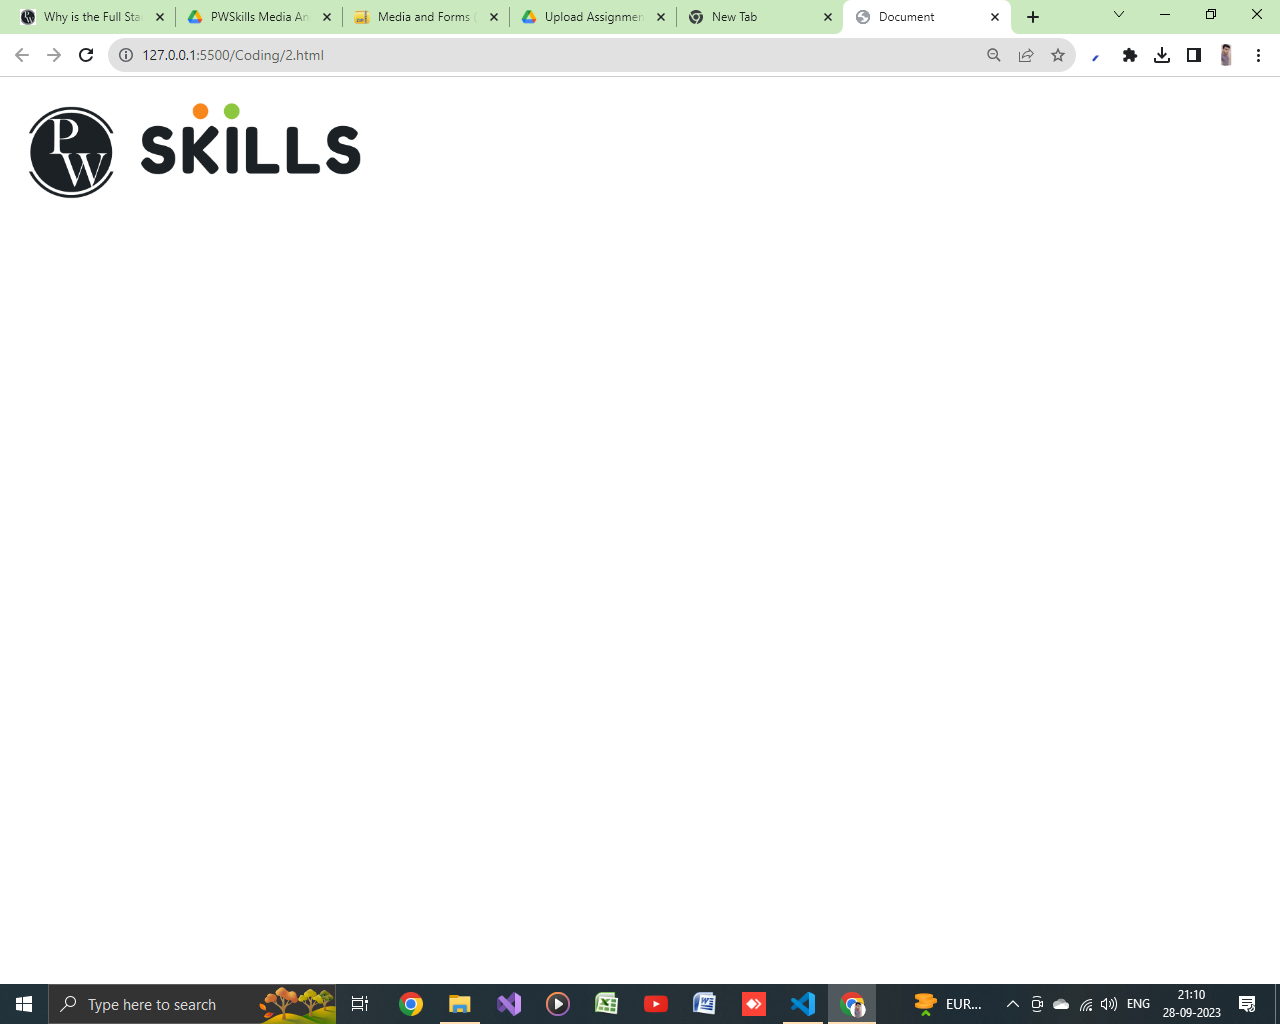 Why is the Full Sta
PWSkills Media An
Media and Forms
Upload Assignmen
New Tab
Document
127.0.0.1:5500/Coding/2.html
PW SKILLS
Type here to search
EUR...
ENG
21:10
28-09-2023